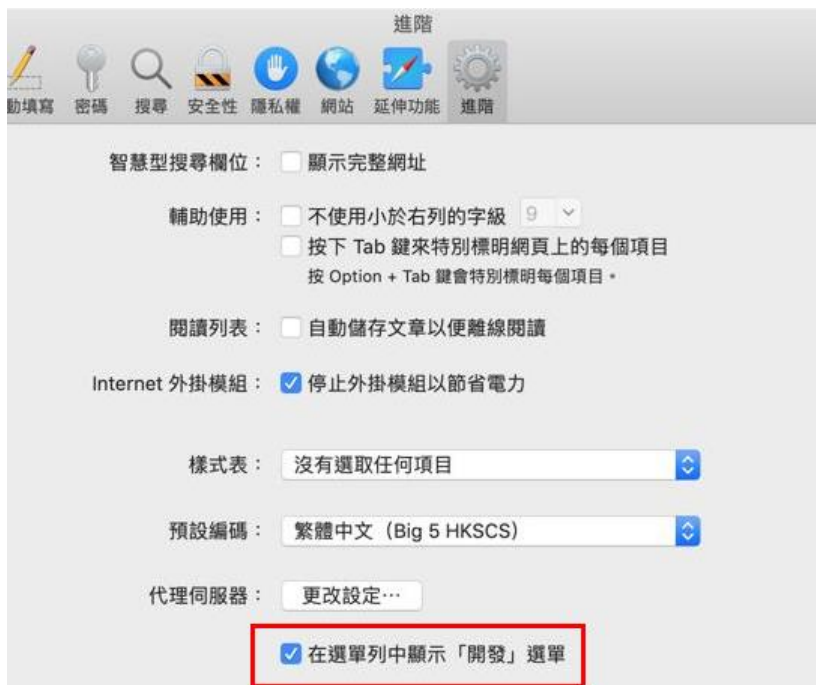 進階
動填寫 密碼 搜尋 安全性 隱私權 網站 延伸功能 進階
智慧型搜尋欄位： 顯示完整網址
輔助使用： 不使用小於右列的字級 9
按下 Tab 鍵來特別標明網頁上的每個項目
按 Option + Tab 鍵會特別標明每個項目。
閱讀列表： 自動儲存文章以便離線閱讀
Internet 外掛模組： 停止外掛模組以節省電力
樣式表： 沒有選取任何項目
預設編碼： 繁體中文（Big 5 HKSCS）
代理伺服器： 更改設定…
在選單列中顯示「開發」選單